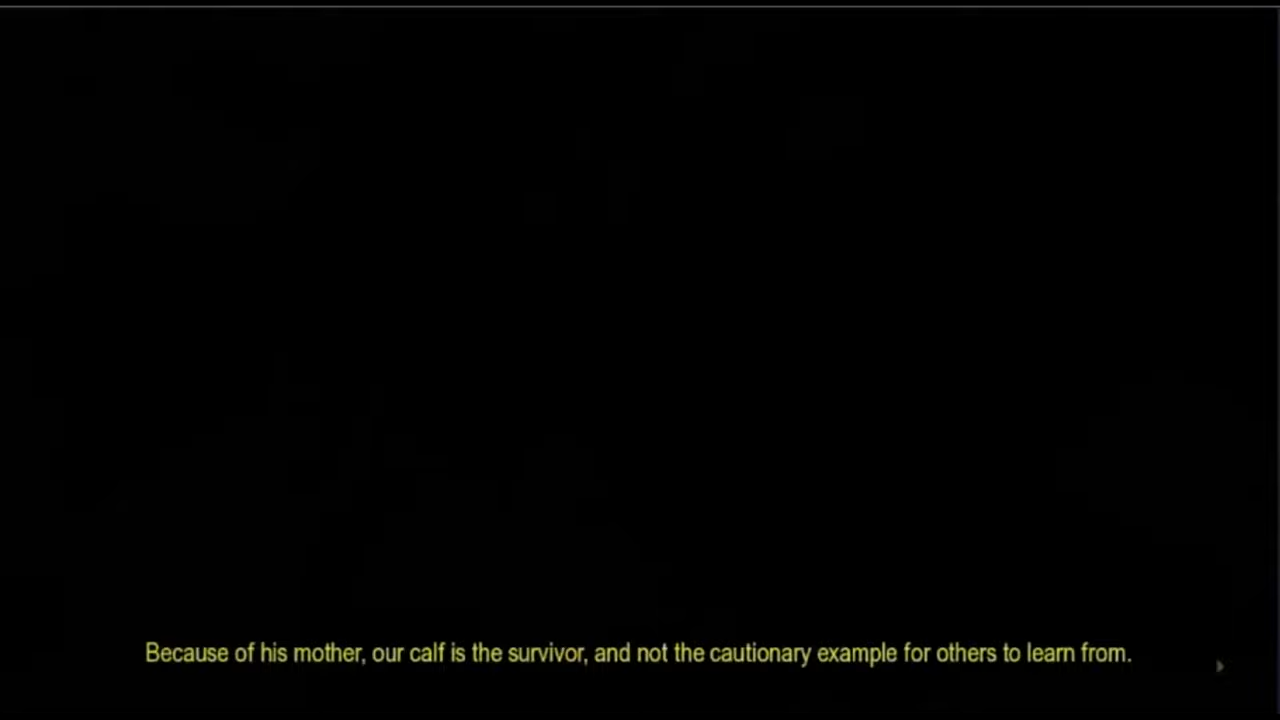 Because of his mother, our calf is the survivor, and not the cautionary example for others to learn from.